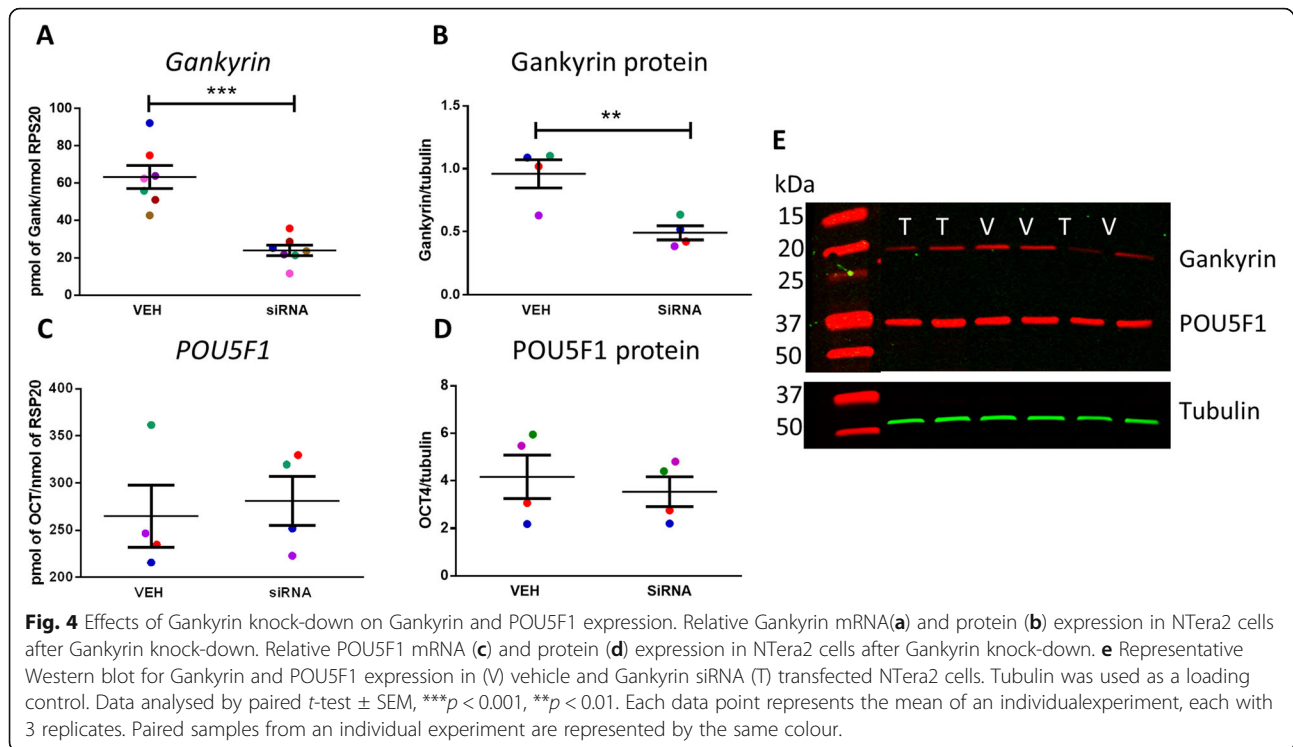 A
Gankyrin
***
pmol of Gank/nmol RPS20
100
80
60
40
20
0
VEH
siRNA
B
Gankyrin protein
**
Gankyrin/tubulin
1.5
1.0
0.5
0.0
VEH
SiRNA
C
POU5F1
pmol of OCT/nmol of RSP20
400
350
300
250
200
VEH
siRNA
D
POU5F1 protein
OCT4/tubulin
8
6
4
2
0
VEH
SiRNA
E
kDa
15
20
25
37
50
T T V V T V
Gankyrin
POU5F1
37
50
Tubulin
Fig. 4 Effects of Gankyrin knock-down on Gankyrin and POU5F1 expression. Relative Gankyrin mRNA(a) and protein (b) expression in NTera2 cells
after Gankyrin knock-down. Relative POU5F1 mRNA (c) and protein (d) expression in NTera2 cells after Gankyrin knock-down. e Representative
Western blot for Gankyrin and POU5F1 expression in (V) vehicle and Gankyrin siRNA (T) transfected NTera2 cells. Tubulin was used as a loading
control. Data analysed by paired t-test ± SEM, ***p < 0.001, **p < 0.01. Each data point represents the mean of an individualexperiment, each with
3 replicates. Paired samples from an individual experiment are represented by the same colour.